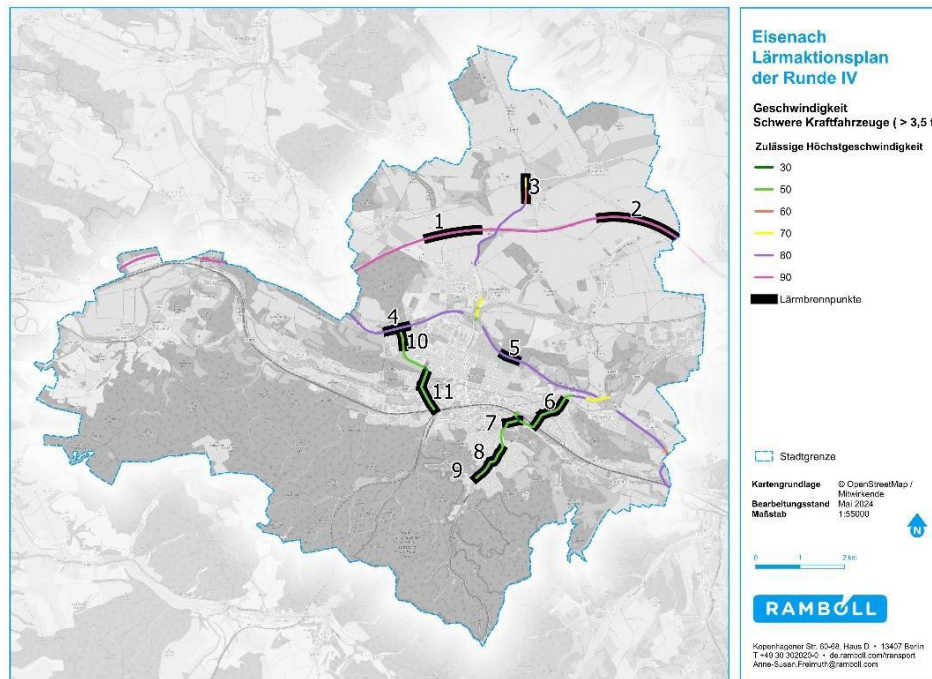 Eisenach
Lärmaktionsplan
der Runde IV
Geschwindigkeit
Schwere Kraftfahrzeuge ( > 3,5 t
Zulässige Höchstgeschwindigkeit
30
50
60
70
80
90
Lärmbrennpunkte
3
1
2
4
10
5
11
6
7
8
9
Stadtgrenze
Kartengrundlage © OpenStreetMap /
Mitwirkende
Bearbeitungsstand Mai 2024
Maßstab 1:55000
N
0 1 2 km
RAMBOLL
Kopenhagener Str. 60-68, Haus D • 13407 Berlin
T +49 30 302020-0 • de.ramboll.com/transport
Anne-Susan.Freimuth@ramboll.com